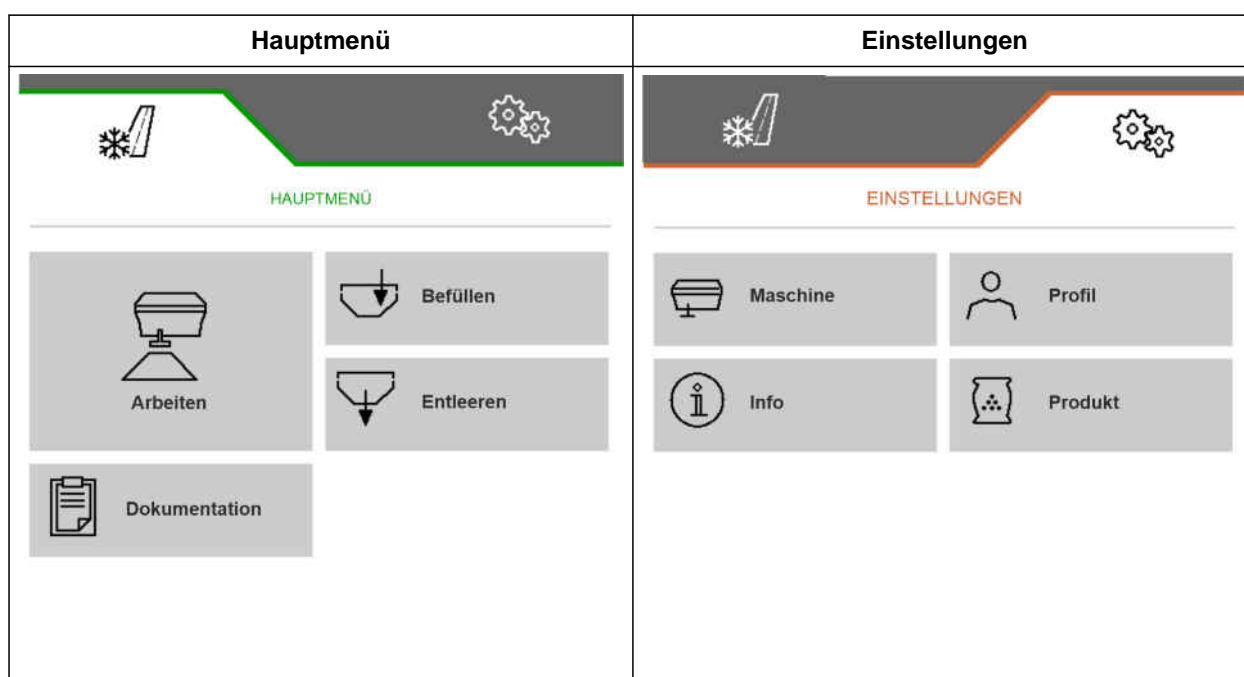 Hauptmenü
Einstellungen
HAUPTMENÜ
Arbeiten
Befüllen
Entleeren
Dokumentation
EINSTELLUNGEN
Maschine
Profil
Info
Produkt